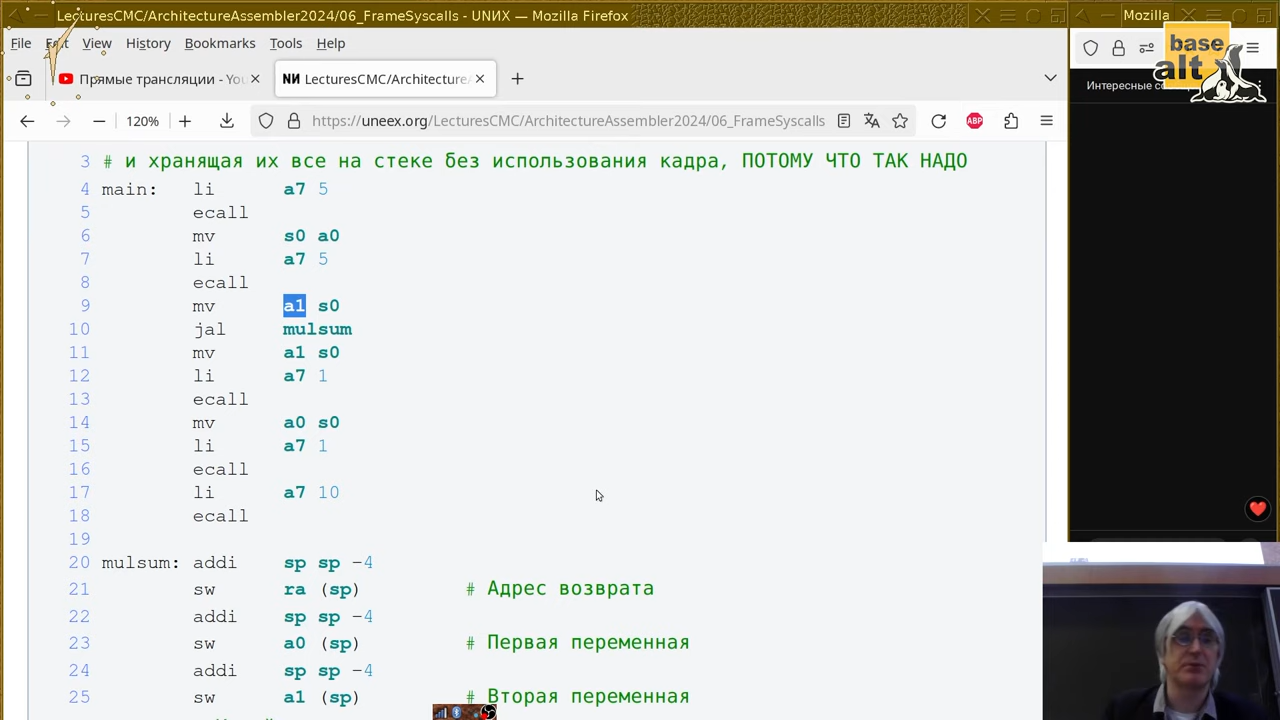 LecturesCMC/ArchitectureAssembler2024/06_FrameSyscalls - UNИX — Mozilla Firefox
Mozilla
File Edit View History Bookmarks Tools Help
base
alt
Прямые трансляции - You
NИ LecturesCMC/Architecture
120%
https://uneex.org/LecturesCMC/ArchitectureAssembler2024/06_FrameSyscalls
ABP
Интересные
3 # и хранящая их все на стеке без использования кадра, ПОТОМУ ЧТО ТАК НАДО
4 main: li a7 5
5 ecall
6 mv s0 a0
7 li a7 5
8 ecall
9 mv a1 s0
10 jal mulsum
11 mv a1 s0
12 li a7 1
13 ecall
14 mv a0 s0
15 li a7 1
16 ecall
17 li a7 10
18 ecall
19
20 mulsum: addi sp sp -4
21 sw ra (sp) # Адрес возврата
22 addi sp sp -4
23 sw a0 (sp) # Первая переменная
24 addi sp sp -4
25 sw a1 (sp) # Вторая переменная